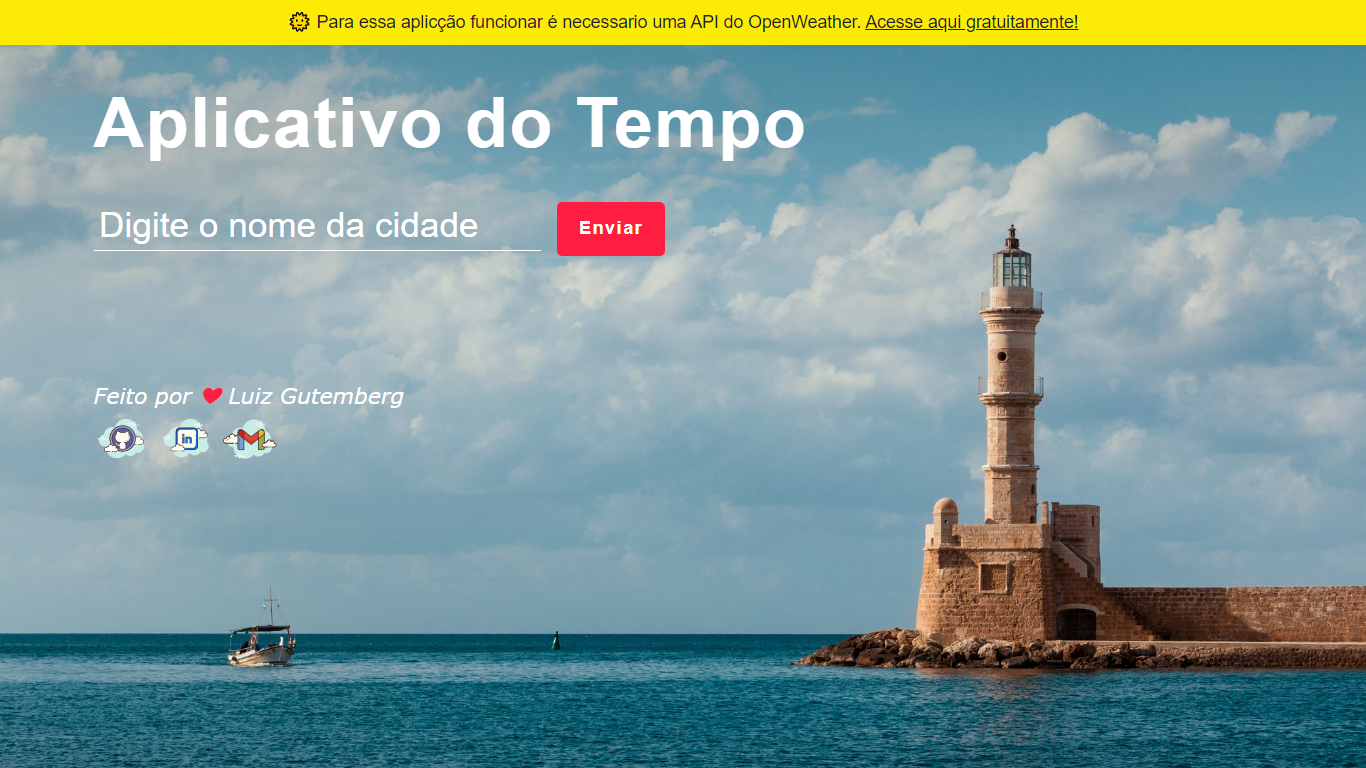 Para essa aplicção funcionar é necessario uma API do OpenWeather. Acesse aqui gratuitamente!
Aplicativo do Tempo
Digite o nome da cidade
Enviar
Feito por Luiz Gutemberg
in